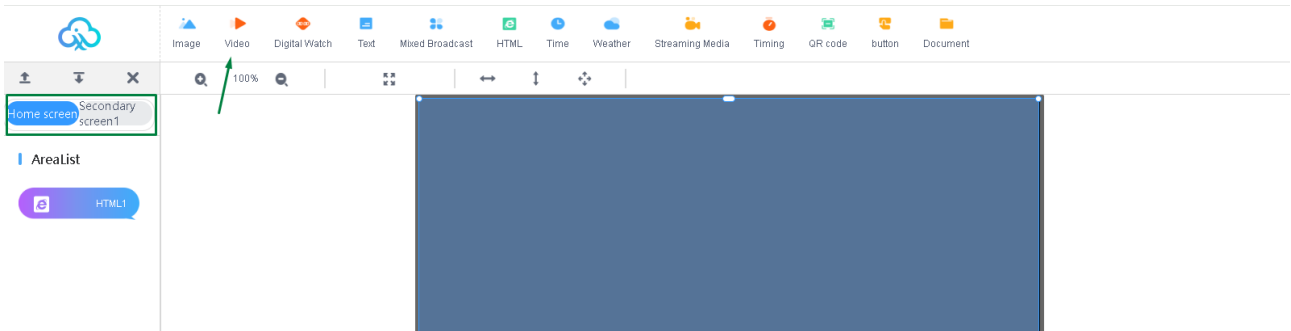 Image Video Digital Watch Text Mixed Broadcast HTML Time Weather Streaming Media Timing QR code button Document
100%
Home screen
Secondary
screen1
AreaList
HTML1